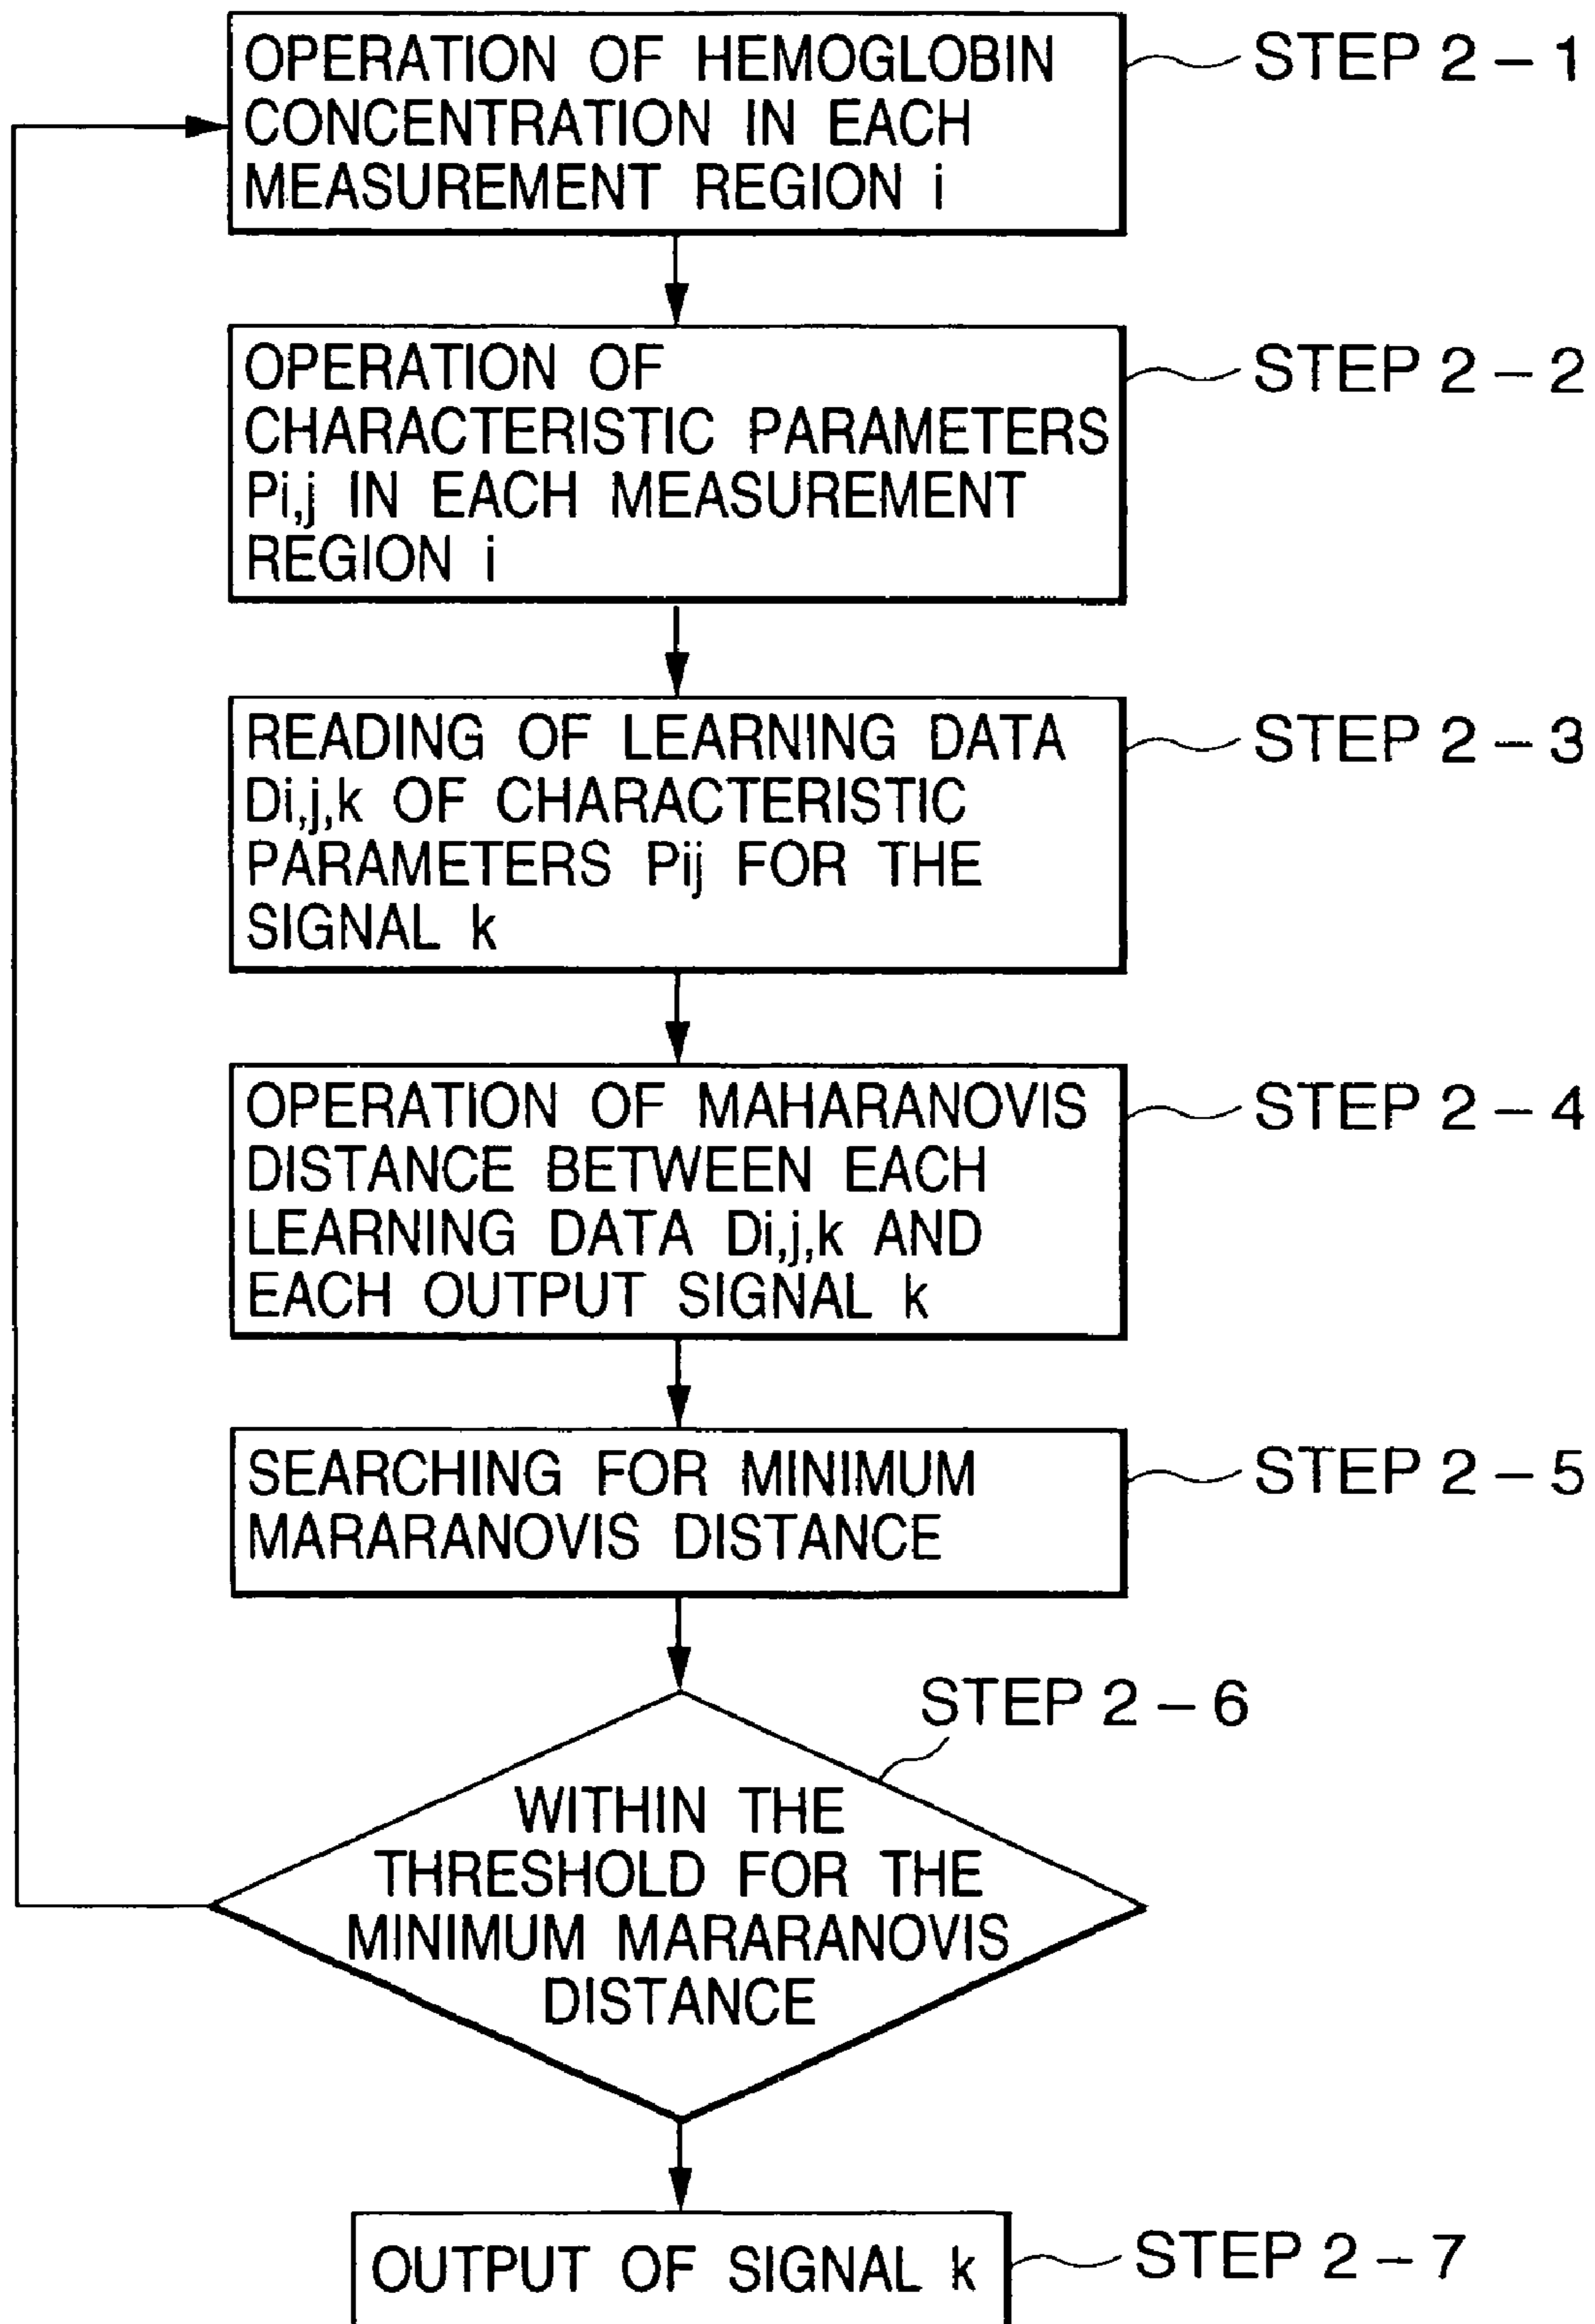 OPERATION OF HEMOGLOBIN
CONCENTRATION IN EACH
MEASUREMENT REGION i
STEP 2-1
OPERATION OF
CHARACTERISTIC PARAMETERS
Pi,j IN EACH MEASUREMENT
REGION i
STEP 2-2
READING OF LEARNING DATA
Di,j,k OF CHARACTERISTIC
PARAMETERS Pij FOR THE
SIGNAL k
STEP 2-3
OPERATION OF MAHARANOVIS
DISTANCE BETWEEN EACH
LEARNING DATA Di,j,k AND
EACH OUTPUT SIGNAL k
STEP 2-4
SEARCHING FOR MINIMUM
MARARANOVIS DISTANCE
STEP 2-5
STEP 2-6
WITHIN THE
THRESHOLD FOR THE
MINIMUM MARARANOVIS
DISTANCE
OUTPUT OF SIGNAL k
STEP 2-7